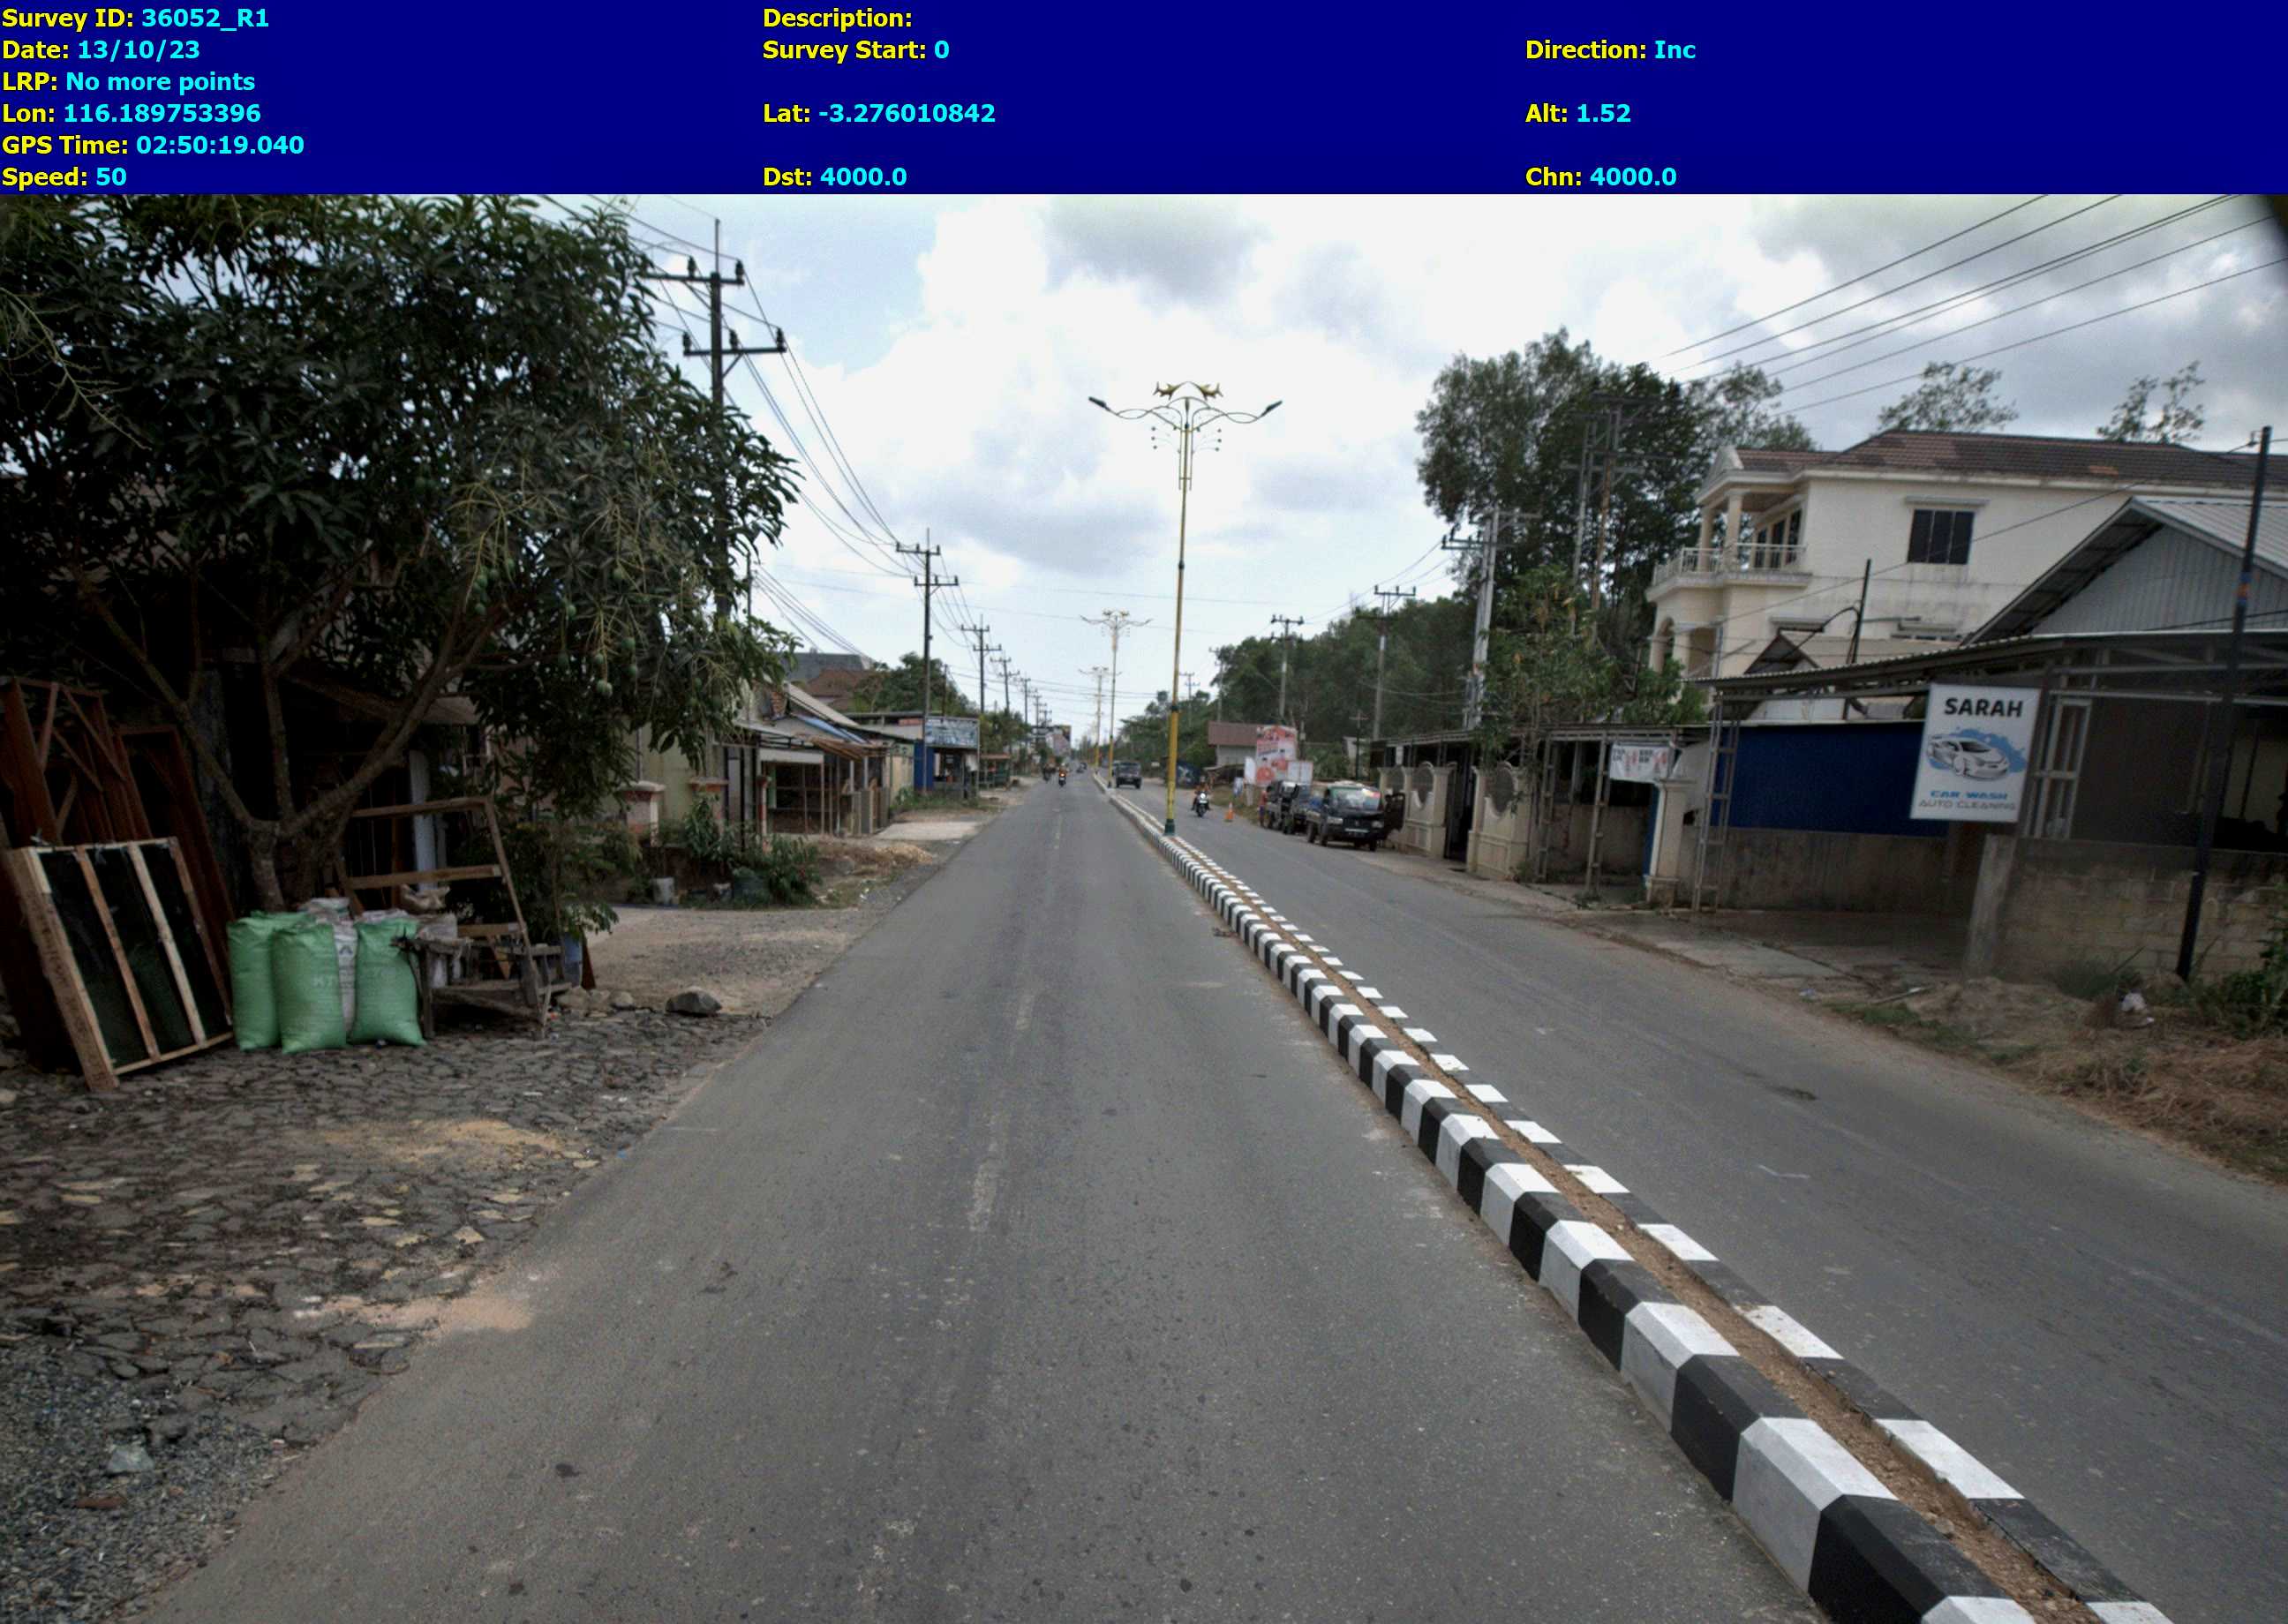 Survey ID: 36052_R1
Description:
Date: 13/10/23
Survey Start: 0
Direction: Inc
LRP: No more points
Lon: 116.189753396
Lat: -3.276010842
Alt: 1.52
GPS Time: 02:50:19.040
Speed: 50
Dst: 4000.0
Chn: 4000.0
SARAH
CAR WASH
AUTO CLEANING